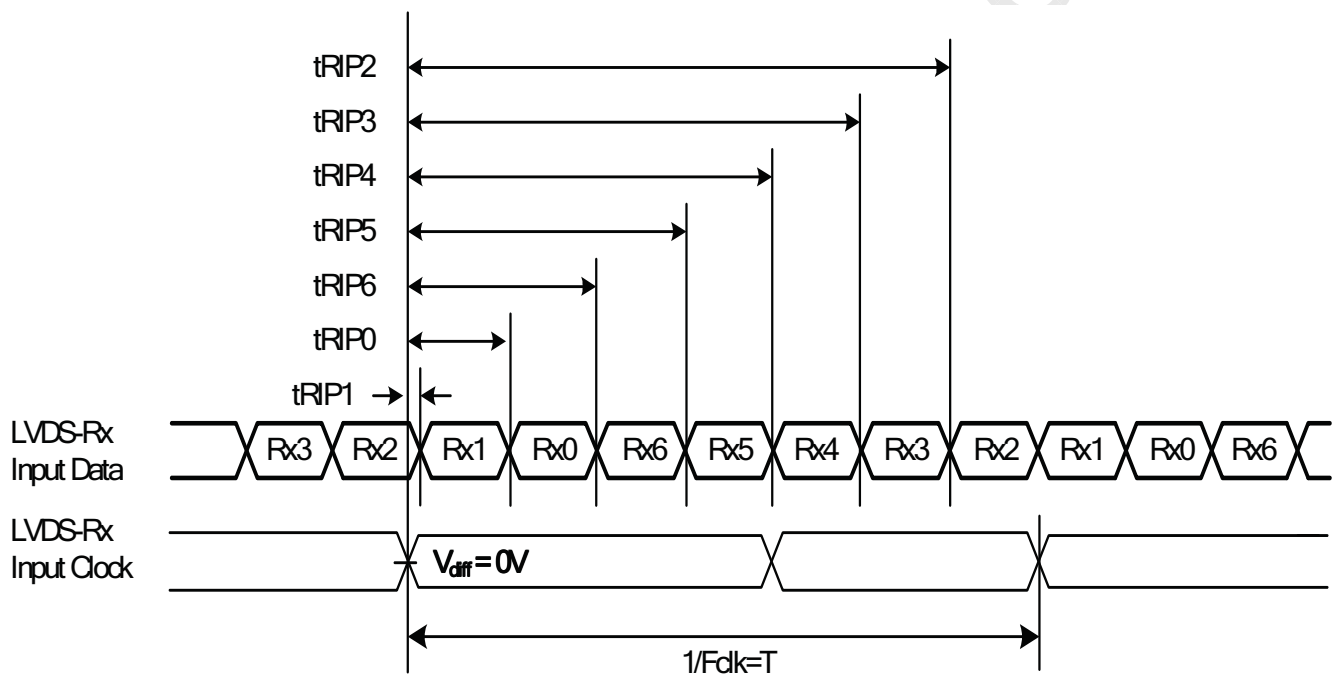 tRIP2
tRIP3
tRIP4
tRIP5
tRIP6
tRIP0
tRIP1
LVDS-Rx
Input Data
Rx3 Rx2 Rx1 Rx0 Rx6 Rx5 Rx4 Rx3 Rx2 Rx1 Rx0 Rx6
LVDS-Rx
Input Clock
Vdiff = 0V
1/Fclk=T